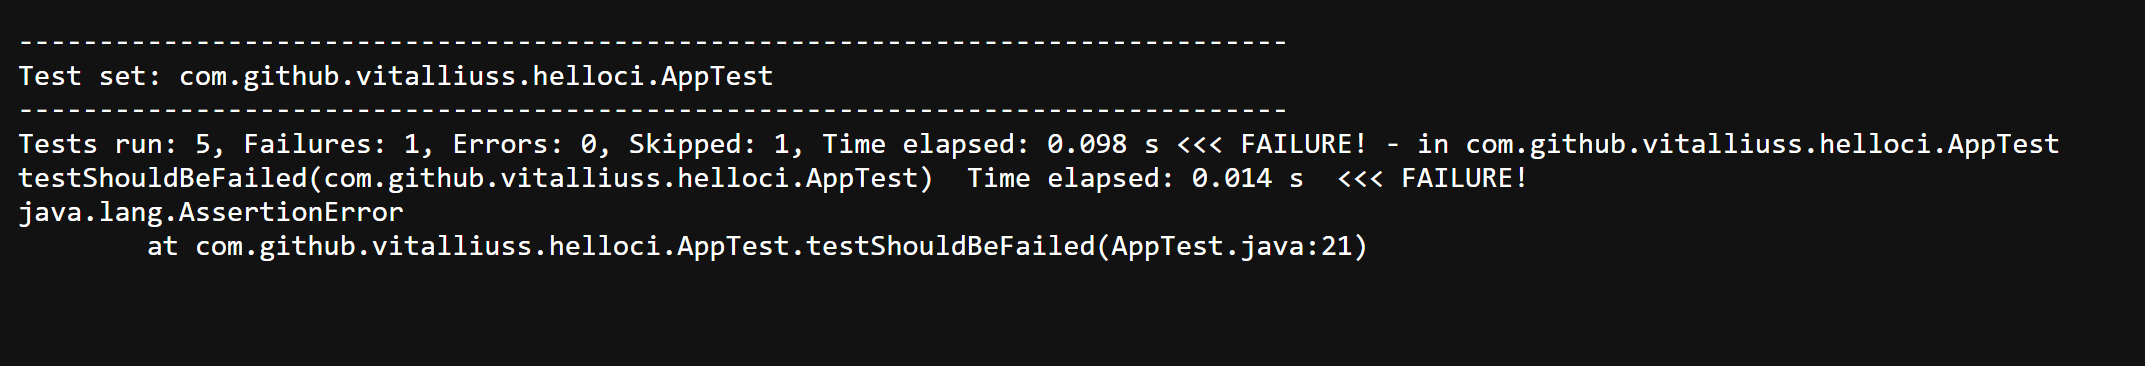 -------------------------------------------------------------------------------
Test set: com.github.vitalliuss.helloci.AppTest
-------------------------------------------------------------------------------
Tests run: 5, Failures: 1, Errors: 0, Skipped: 1, Time elapsed: 0.098 s <<< FAILURE! - in com.github.vitalliuss.helloci.AppTest
testShouldBeFailed(com.github.vitalliuss.helloci.AppTest)  Time elapsed: 0.014 s  <<< FAILURE!
java.lang.AssertionError
        at com.github.vitalliuss.helloci.AppTest.testShouldBeFailed(AppTest.java:21)